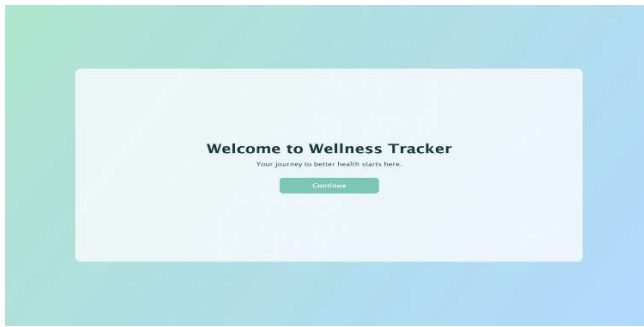 Welcome to Wellness Tracker
Your journey to better health starts here.
Continue